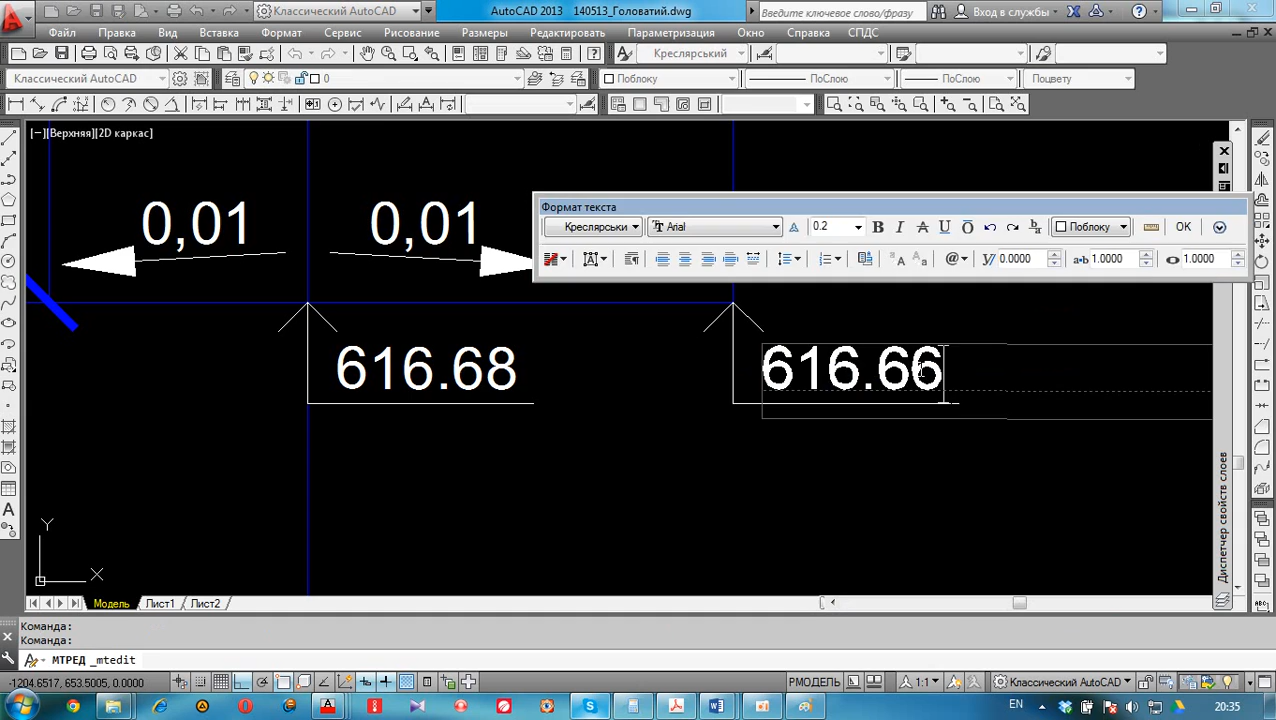 AutoCAD 2013 140513_Головатий.dwg
Классический AutoCAD
Введите ключевое слово/фразу
Вход в службы
Файл Правка Вид Вставка Формат Сервис Рисование Размеры Редактировать Параметризация Окно Справка СПДС
Креслярський
Классический AutoCAD
0
Поблоку
ПоСлою
ПоСлою
Поцвету
[−][Верхняя][2D каркас]
0,01
0,01
Формат текста
Креслярськи
Arial
0.2
Поблоку
OK
0.0000
1.0000
1.0000
616.68
616.66
Диспетчер свойств слоев
Y
X
Модель Лист1 Лист2
Команда:
Команда:
МТРЕД _mtedit
-1204.6517, 653.5005, 0.0000
РМОДЕЛЬ
1:1
Классический AutoCAD
EN
20:35